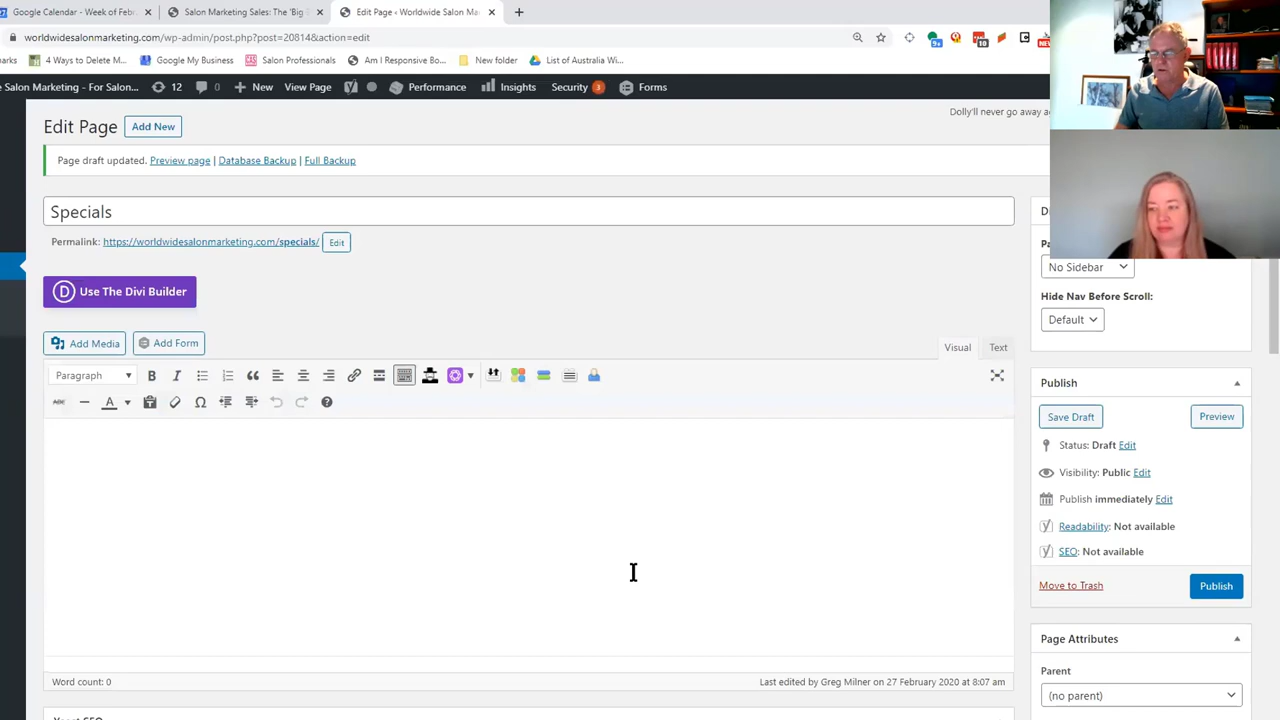 Google Calendar - Week of Febr
Salon Marketing Sales: The 'Big
Edit Page ‹ Worldwide Salon Ma
worldwidesalonmarketing.com/wp-admin/post.php?post=20814&action=edit
marks
4 Ways to Delete M...
Google My Business
Salon Professionals
Am I Responsive Bo...
New folder
List of Australia Wi...
9+
10
NEW
e Salon Marketing - For Salon...
12
0
New
View Page
Performance
Insights
Security 3
Forms
Edit Page
Add New
Dolly'll never go away a
Page draft updated. Preview page | Database Backup | Full Backup
Specials
Permalink: https://worldwidesalonmarketing.com/specials/ Edit
Use The Divi Builder
No Sidebar
Hide Nav Before Scroll:
Default
Add Media
Add Form
Visual
Text
Paragraph
Publish
Save Draft
Preview
Status: Draft Edit
Visibility: Public Edit
Publish immediately Edit
Readability: Not available
SEO: Not available
Move to Trash
Publish
Page Attributes
Parent
(no parent)
Word count: 0
Last edited by Greg Milner on 27 February 2020 at 8:07 am
Yoast SEO